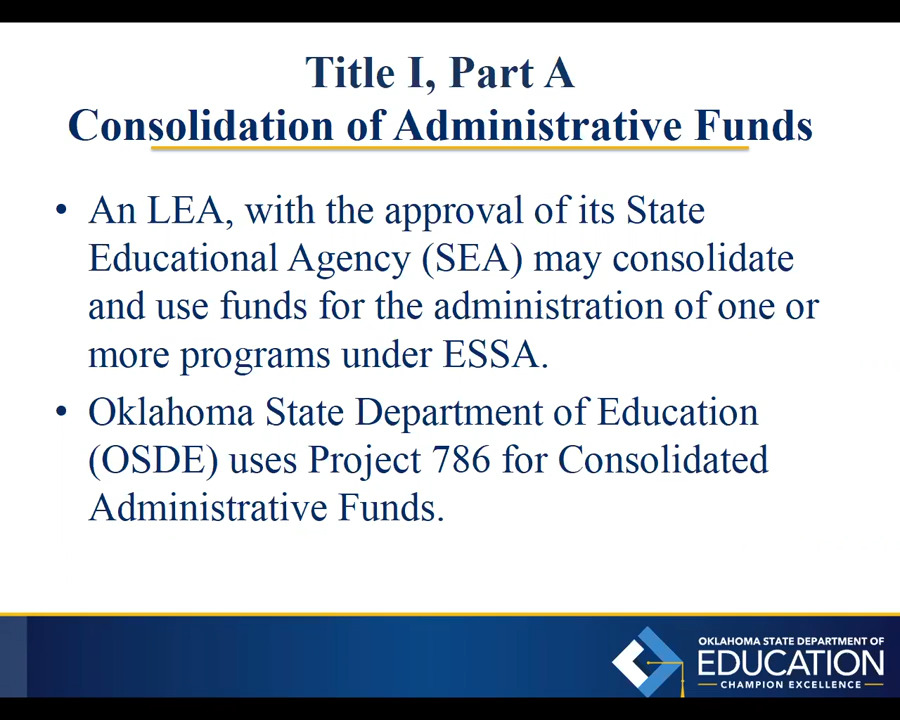 Title I, Part A
Consolidation of Administrative Funds
• An LEA, with the approval of its State
Educational Agency (SEA) may consolidate
and use funds for the administration of one or
more programs under ESSA.
• Oklahoma State Department of Education
(OSDE) uses Project 786 for Consolidated
Administrative Funds.
OKLAHOMA STATE DEPARTMENT OF
EDUCATION
CHAMPION EXCELLENCE